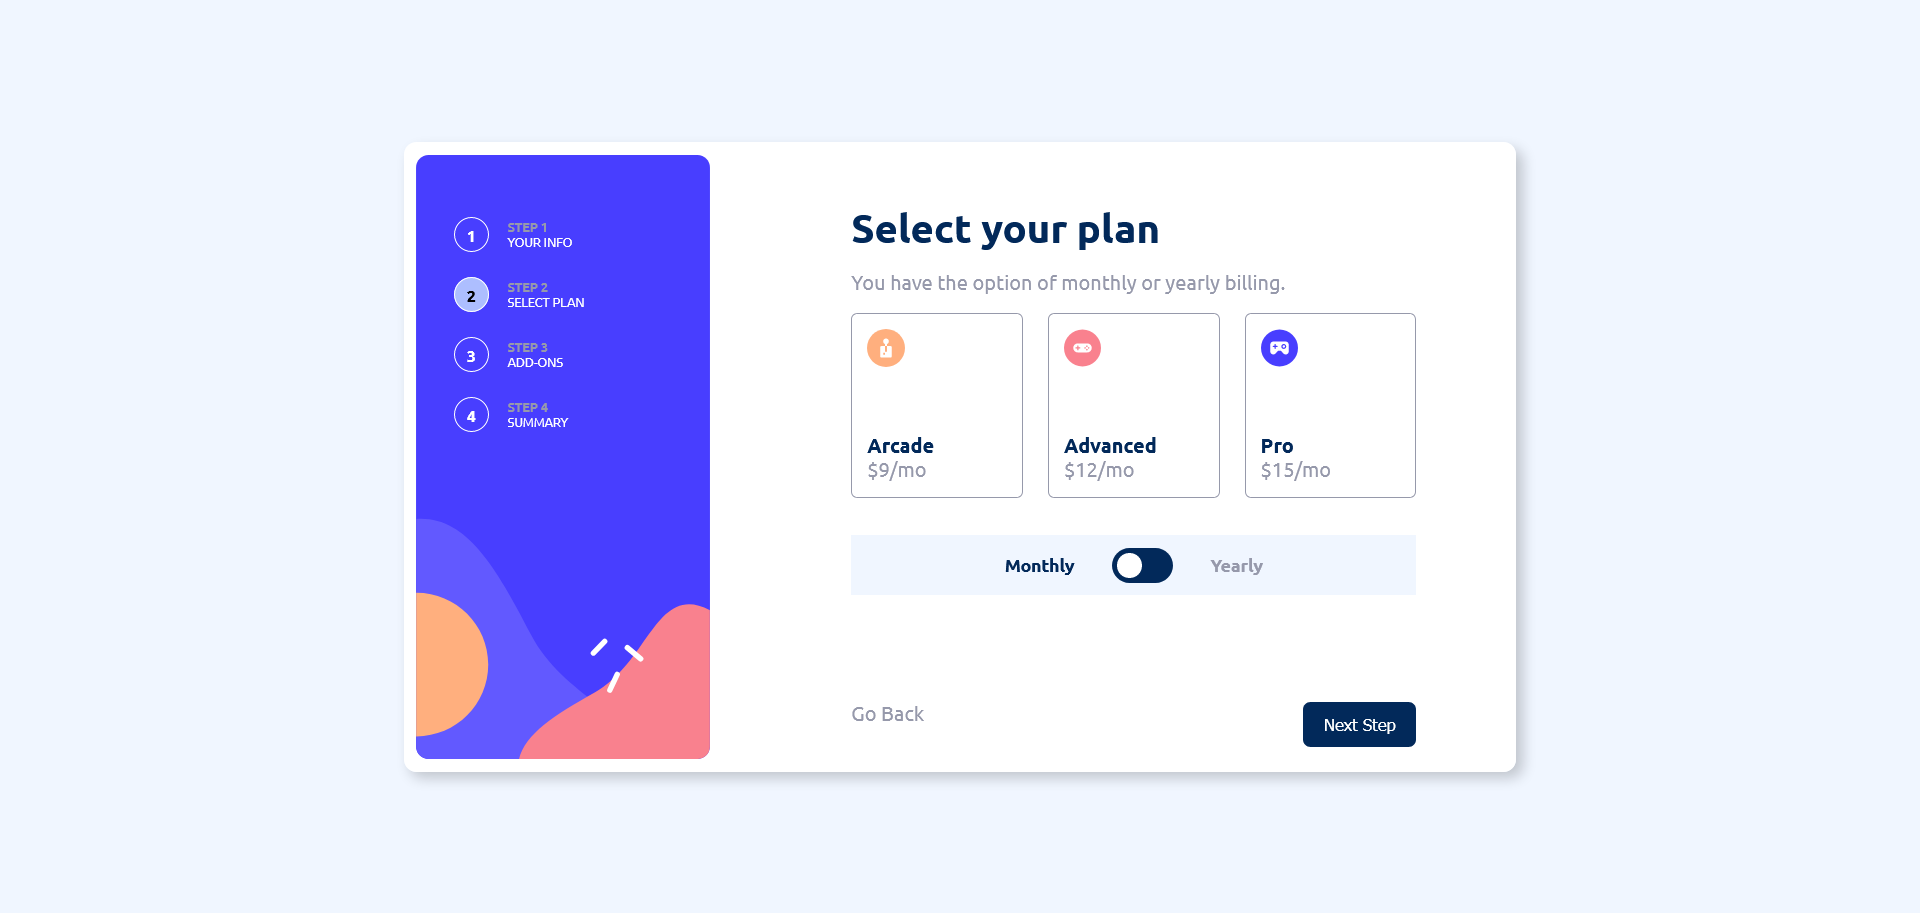 1
STEP 1
YOUR INFO
2
STEP 2
SELECT PLAN
3
STEP 3
ADD-ONS
4
STEP 4
SUMMARY
Select your plan
You have the option of monthly or yearly billing.
Arcade
$9/mo
Advanced
$12/mo
Pro
$15/mo
Monthly
Yearly
Go Back
Next Step